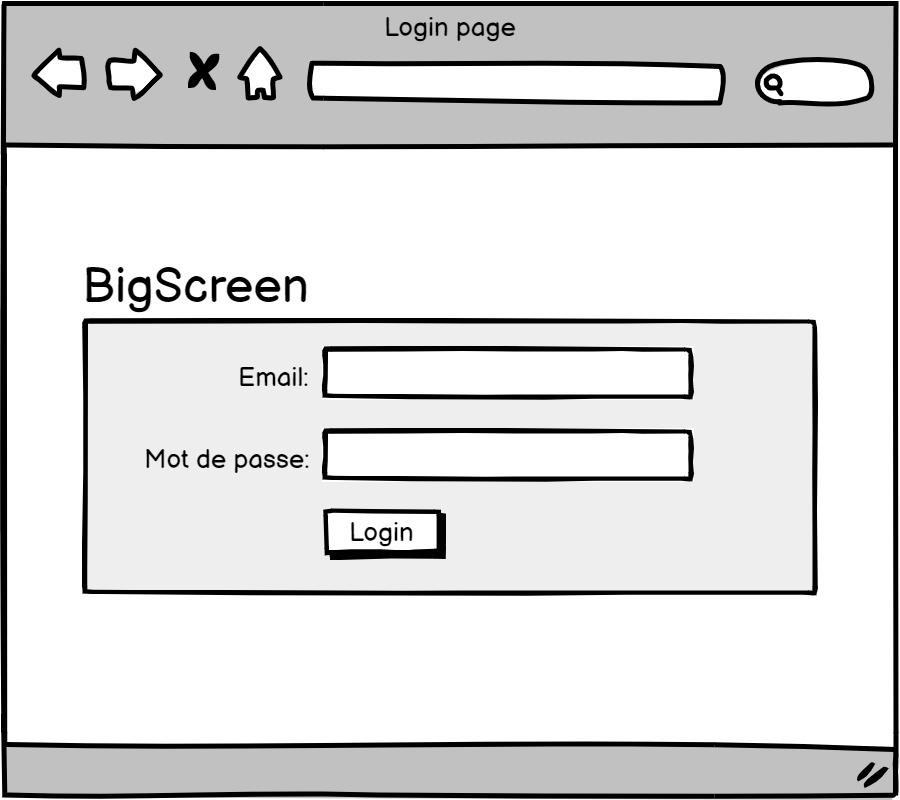 Login page
BigScreen
Email:
Mot de passe:
Login